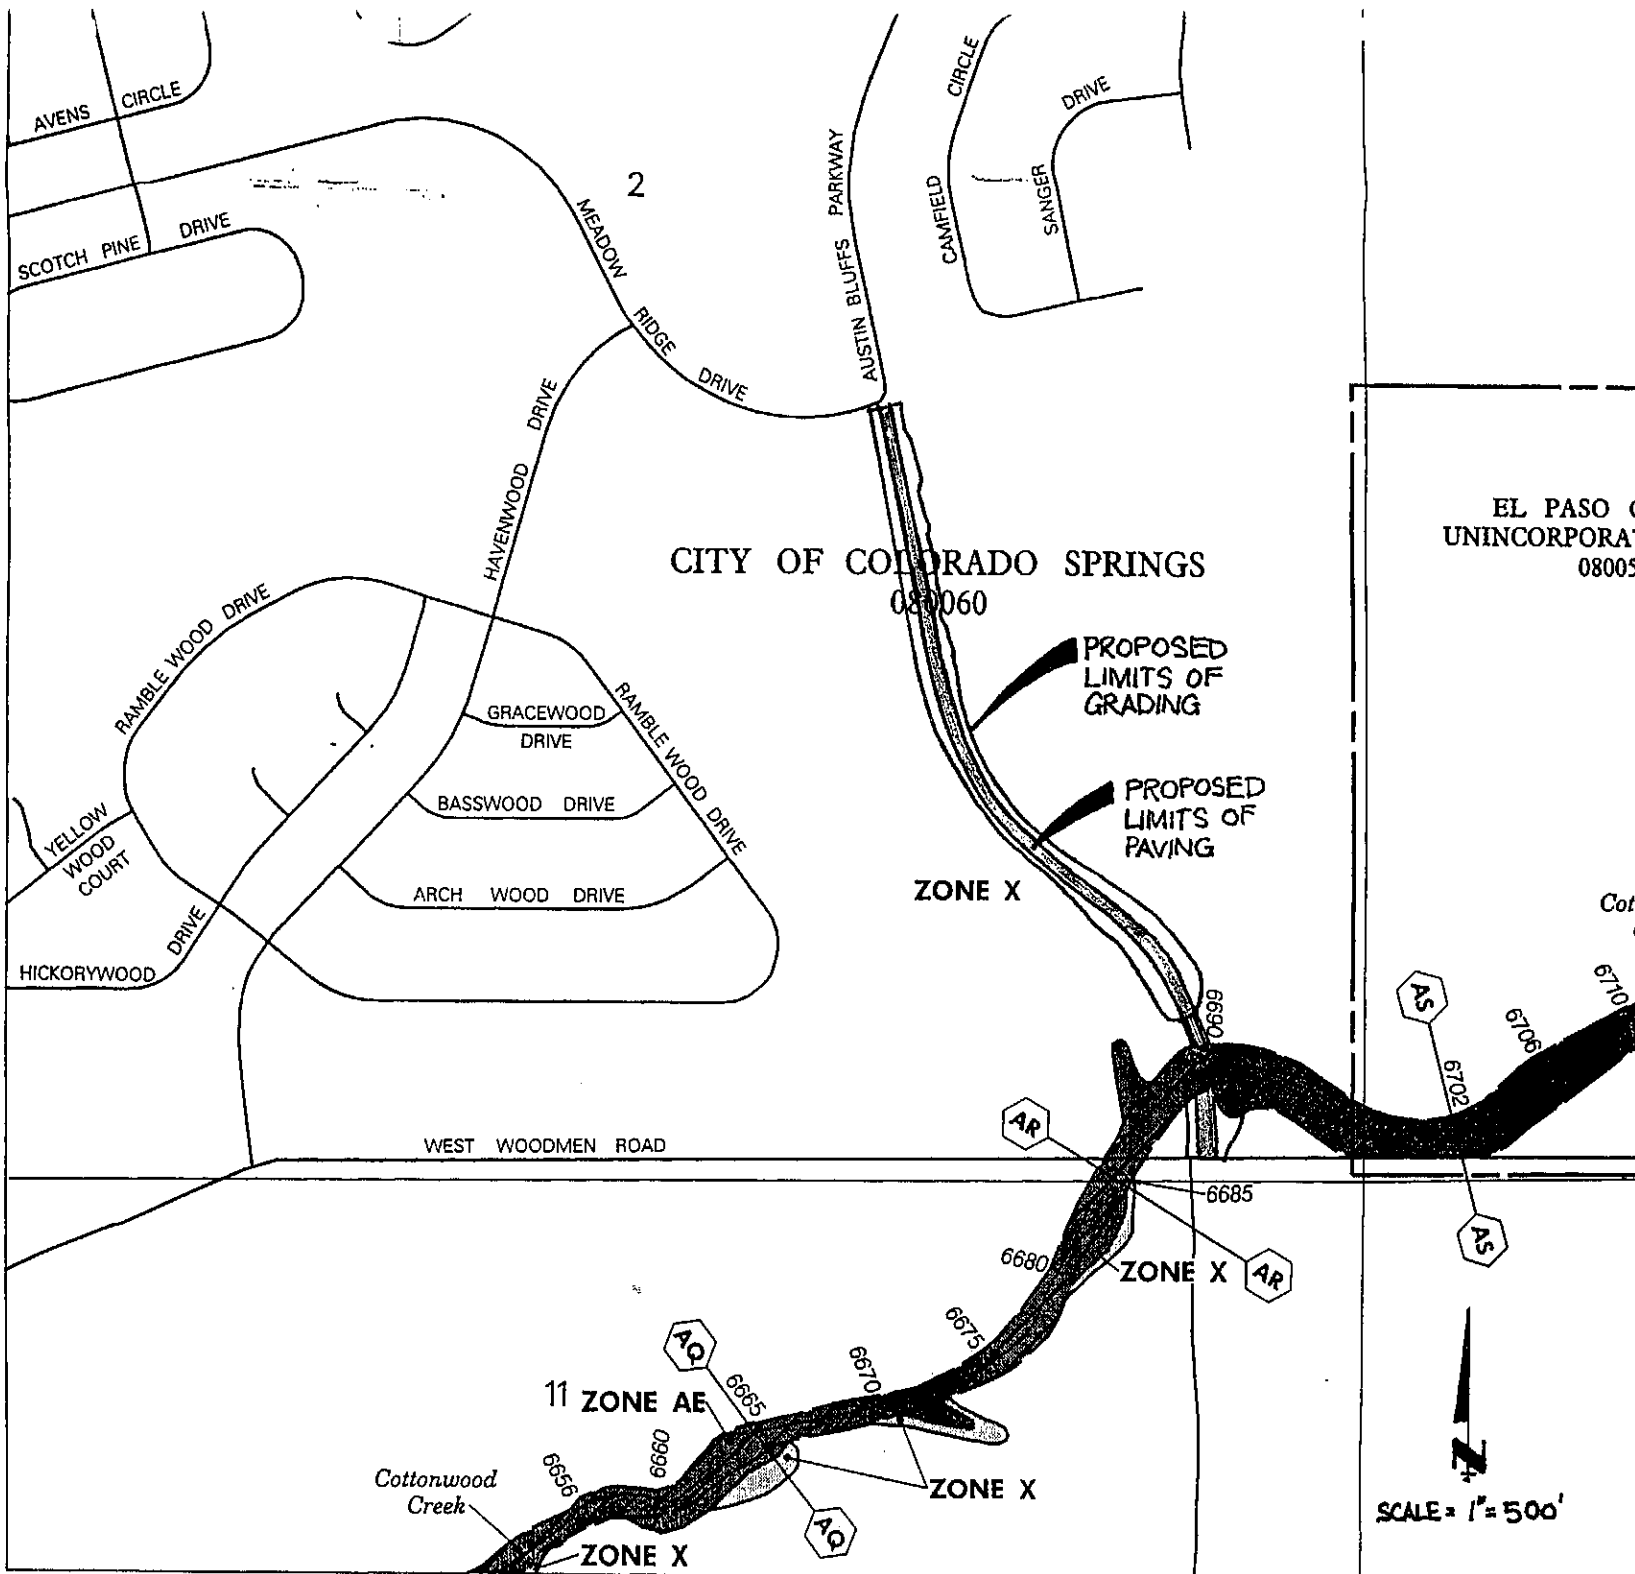 AVENS CIRCLE
SCOTCH PINE DRIVE
2
MEADOW RIDGE DRIVE
AUSTIN BLUFFS PARKWAY
CAMFIELD CIRCLE
SANGER DRIVE
HAVENWOOD DRIVE
EL PASO
UNINCORPORAT
08005
CITY OF COLORADO SPRINGS
080060
PROPOSED
LIMITS OF
GRADING
PROPOSED
LIMITS OF
PAVING
RAMBLE WOOD DRIVE
RAMBLE WOOD DRIVE
GRACEWOOD
DRIVE
BASSWOOD DRIVE
ARCH WOOD DRIVE
YELLOW
WOOD
COURT
HICKORYWOOD DRIVE
ZONE X
Cot
6690
AS
6702
6706
6710
AS
WEST WOODMEN ROAD
AR
6685
ZONE X
AR
6680
6675
6670
AQ
6665
11
ZONE AE
6660
6656
ZONE X
AQ
Cottonwood
Creek
ZONE X
N
SCALE = 1" = 500'